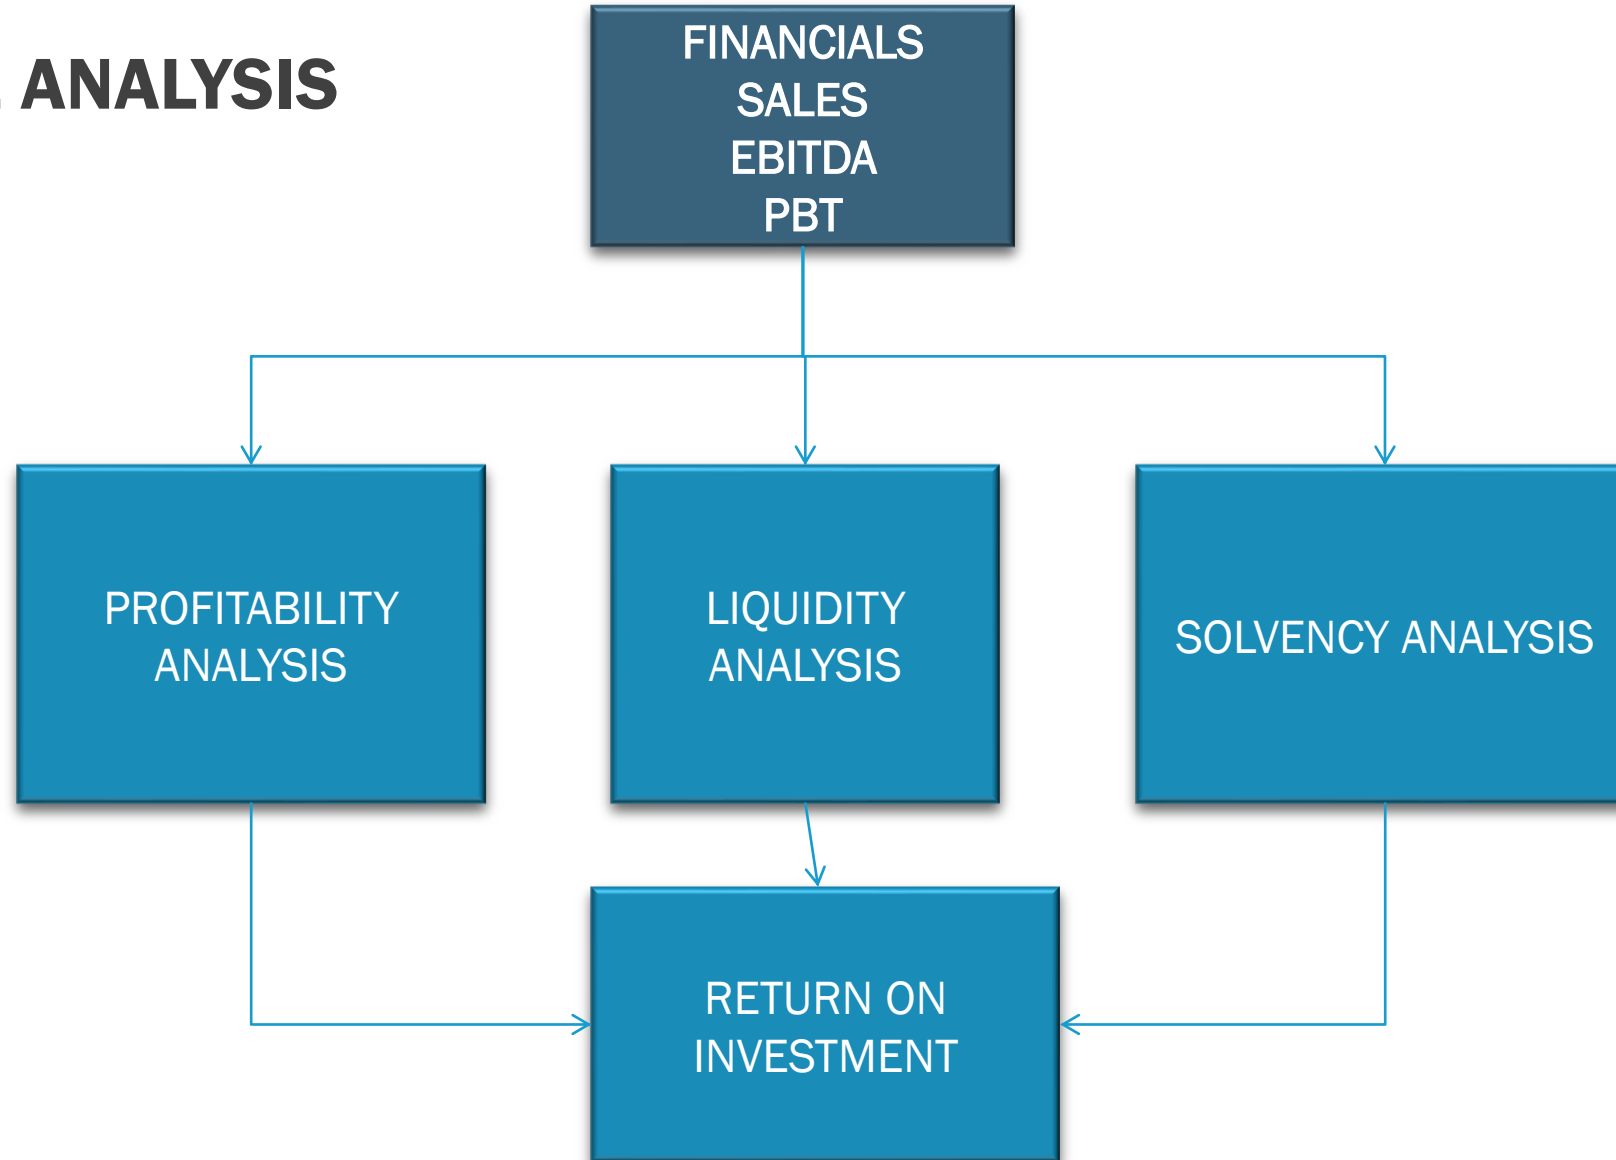 ANALYSIS
FINANCIALS
SALES
EBITDA
PBT
PROFITABILITY
ANALYSIS
LIQUIDITY
ANALYSIS
SOLVENCY ANALYSIS
RETURN ON
INVESTMENT